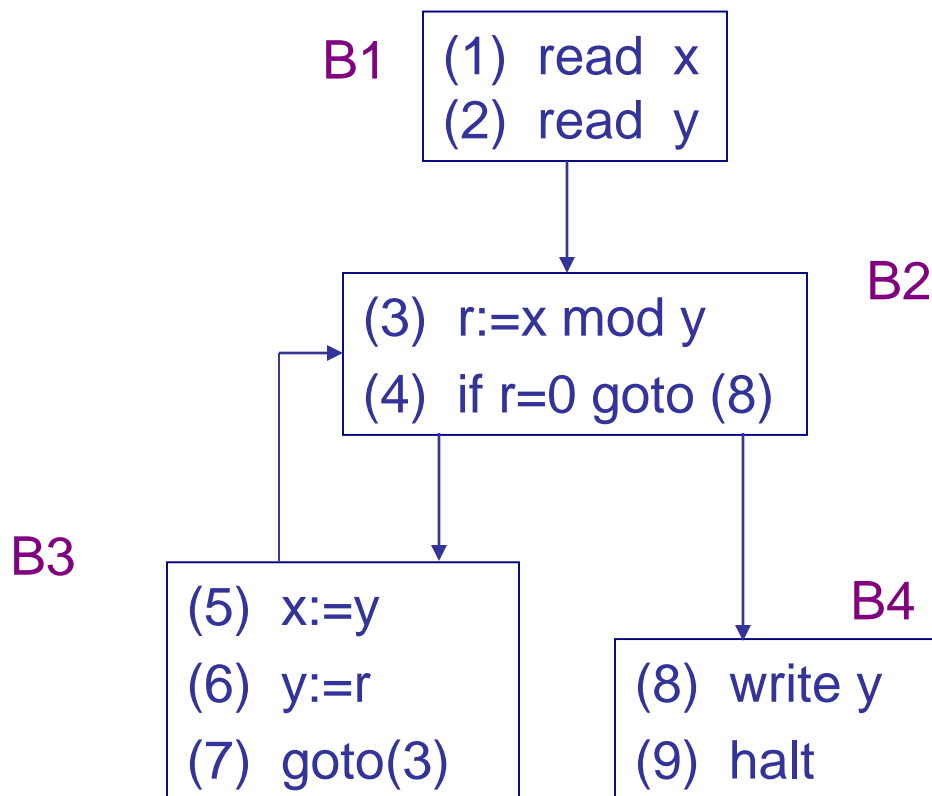 B1
(1) read x
(2) read y
B2
(3) r:=x mod y
(4) if r=0 goto (8)
B3
(5) x:=y
(6) y:=r
(7) goto(3)
B4
(8) write y
(9) halt